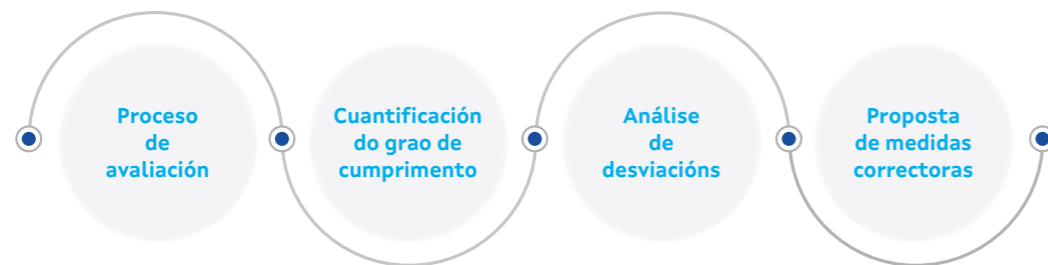 Proceso
de
avaliación
Cuantificación
do grao de
cumprimento
Análise
de
desviacións
Proposta
de medidas
correctoras